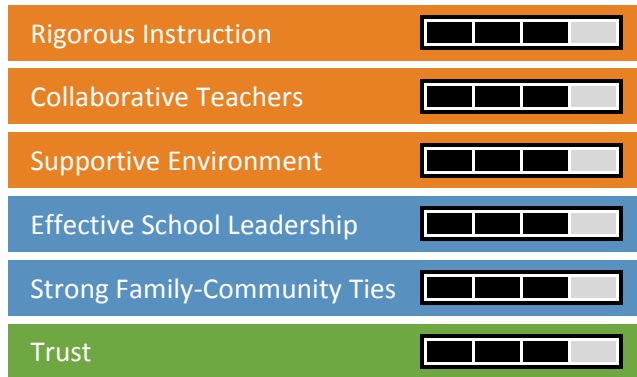 Rigorous Instruction
Collaborative Teachers
Supportive Environment
Effective School Leadership
Strong Family-Community Ties
Trust